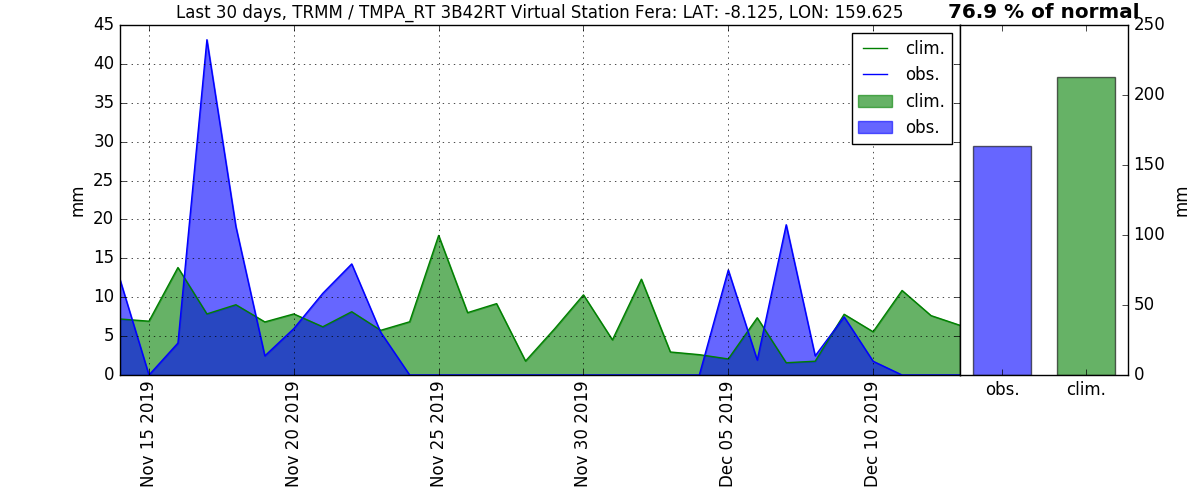 Last 30 days, TRMM / TMPA_RT 3B42RT Virtual Station Fera: LAT: -8.125, LON: 159.625
76.9 % of normal
45
40
35
30
25
20
15
10
5
0
mm
clim.
obs.
clim.
obs.
Nov 15 2019
Nov 20 2019
Nov 25 2019
Nov 30 2019
Dec 05 2019
Dec 10 2019
250
200
150
100
50
0
mm
obs.
clim.